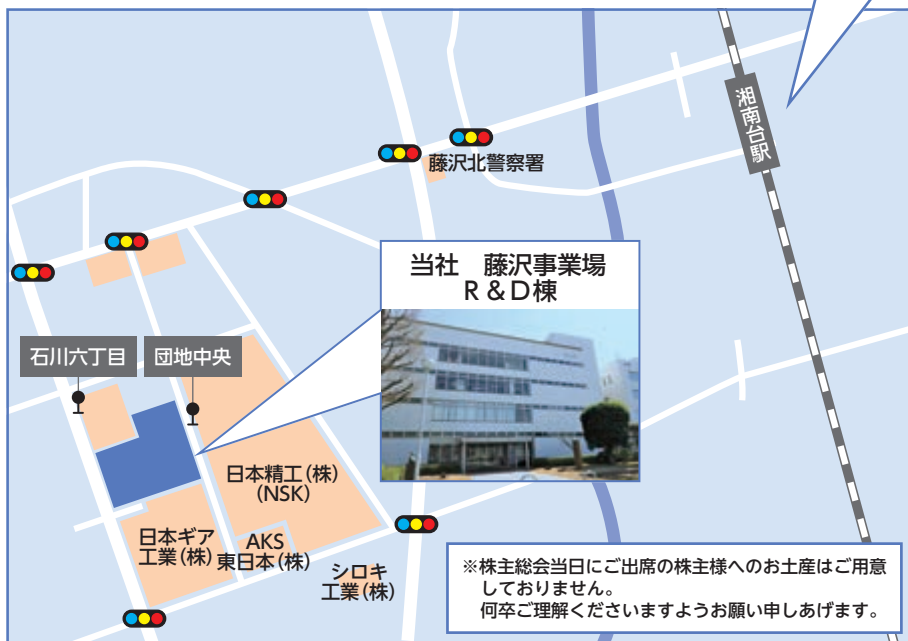 湘南台駅
藤沢北警察署
当社　藤沢事業場
R＆D棟
石川六丁目
団地中央
日本精工(株)
(NSK)
日本ギア
工業(株)
AKS
東日本(株)
シロキ
工業(株)
※株主総会当日にご出席の株主様へのお土産はご用意
しておりません。
何卒ご理解くださいますようお願い申しあげます。